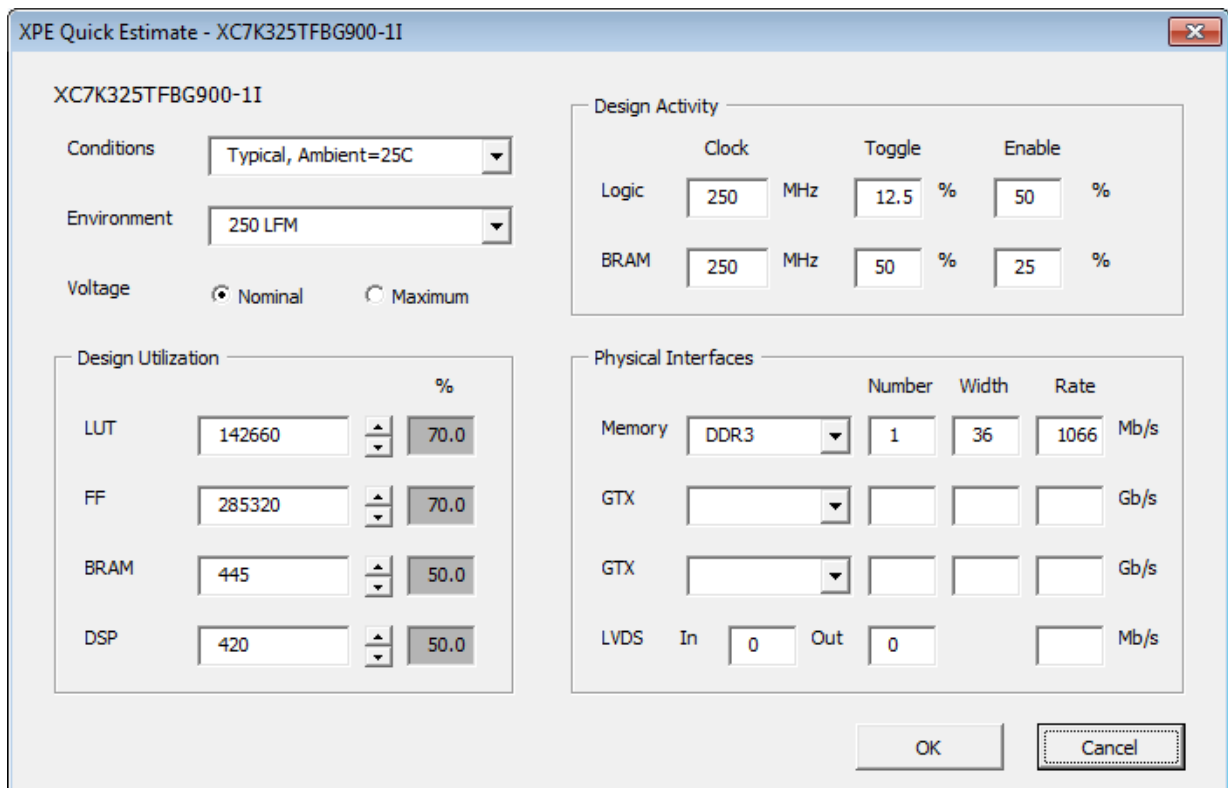 XPE Quick Estimate - XC7K325TFBG900-1I
XC7K325TFBG900-1I
Conditions Typical, Ambient=25C
Environment 250 LFM
Voltage Nominal Maximum
Design Activity
Clock Toggle Enable
Logic 250 MHz 12.5 % 50 %
BRAM 250 MHz 50 % 25 %
Design Utilization
%
LUT 142660 70.0
FF 285320 70.0
BRAM 445 50.0
DSP 420 50.0
Physical Interfaces
Number Width Rate
Memory DDR3 1 36 1066 Mb/s
GTX Gb/s
GTX Gb/s
LVDS In 0 Out 0 Mb/s
OK Cancel